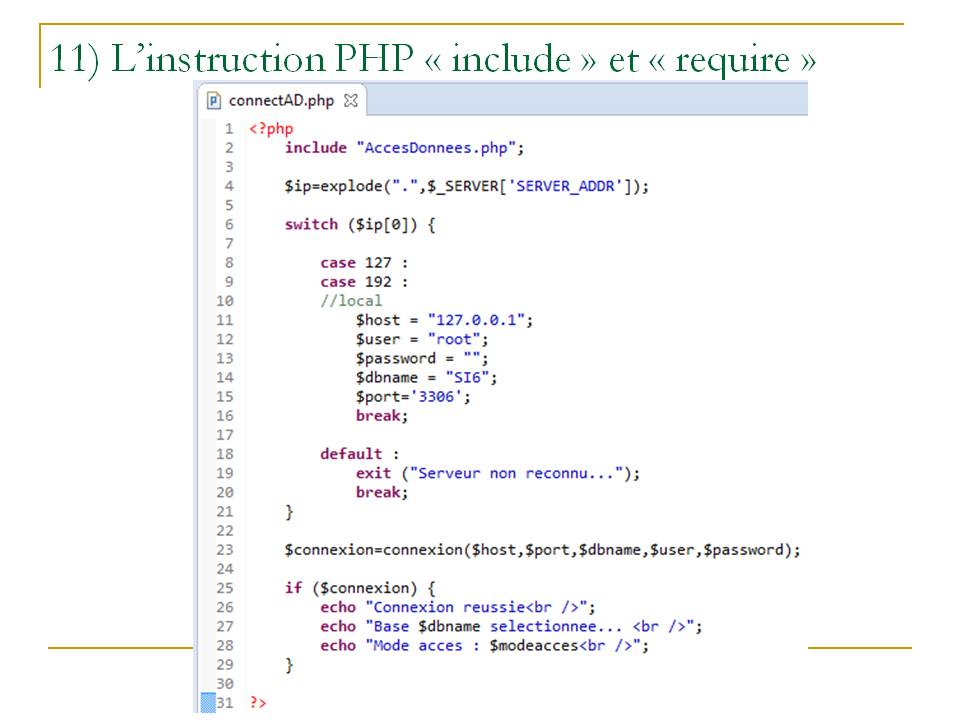 11) L’instruction PHP « include » et « require »
connectAD.php
1 <?php
2 include "AccesDonnees.php";
3
4 $ip=explode(".",$_SERVER['SERVER_ADDR']);
5
6 switch ($ip[0]) {
7
8 case 127 :
9 case 192 :
10 //local
11 $host = "127.0.0.1";
12 $user = "root";
13 $password = "";
14 $dbname = "SI6";
15 $port='3306';
16 break;
17
18 default :
19 exit ("Serveur non reconnu...");
20 break;
21 }
22
23 $connexion=connexion($host,$port,$dbname,$user,$password);
24
25 if ($connexion) {
26 echo "Connexion reussie<br />";
27 echo "Base $dbname selectionnee... <br />";
28 echo "Mode acces : $modeacces<br />";
29 }
30
31 ?>